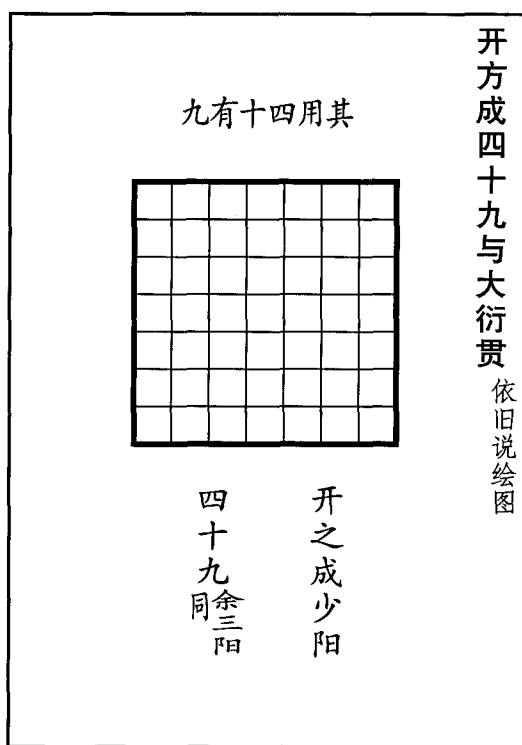 开方成四十九与大衍贯
依旧说绘图
其用四十有九
开之成少阳
四十九余三阳同